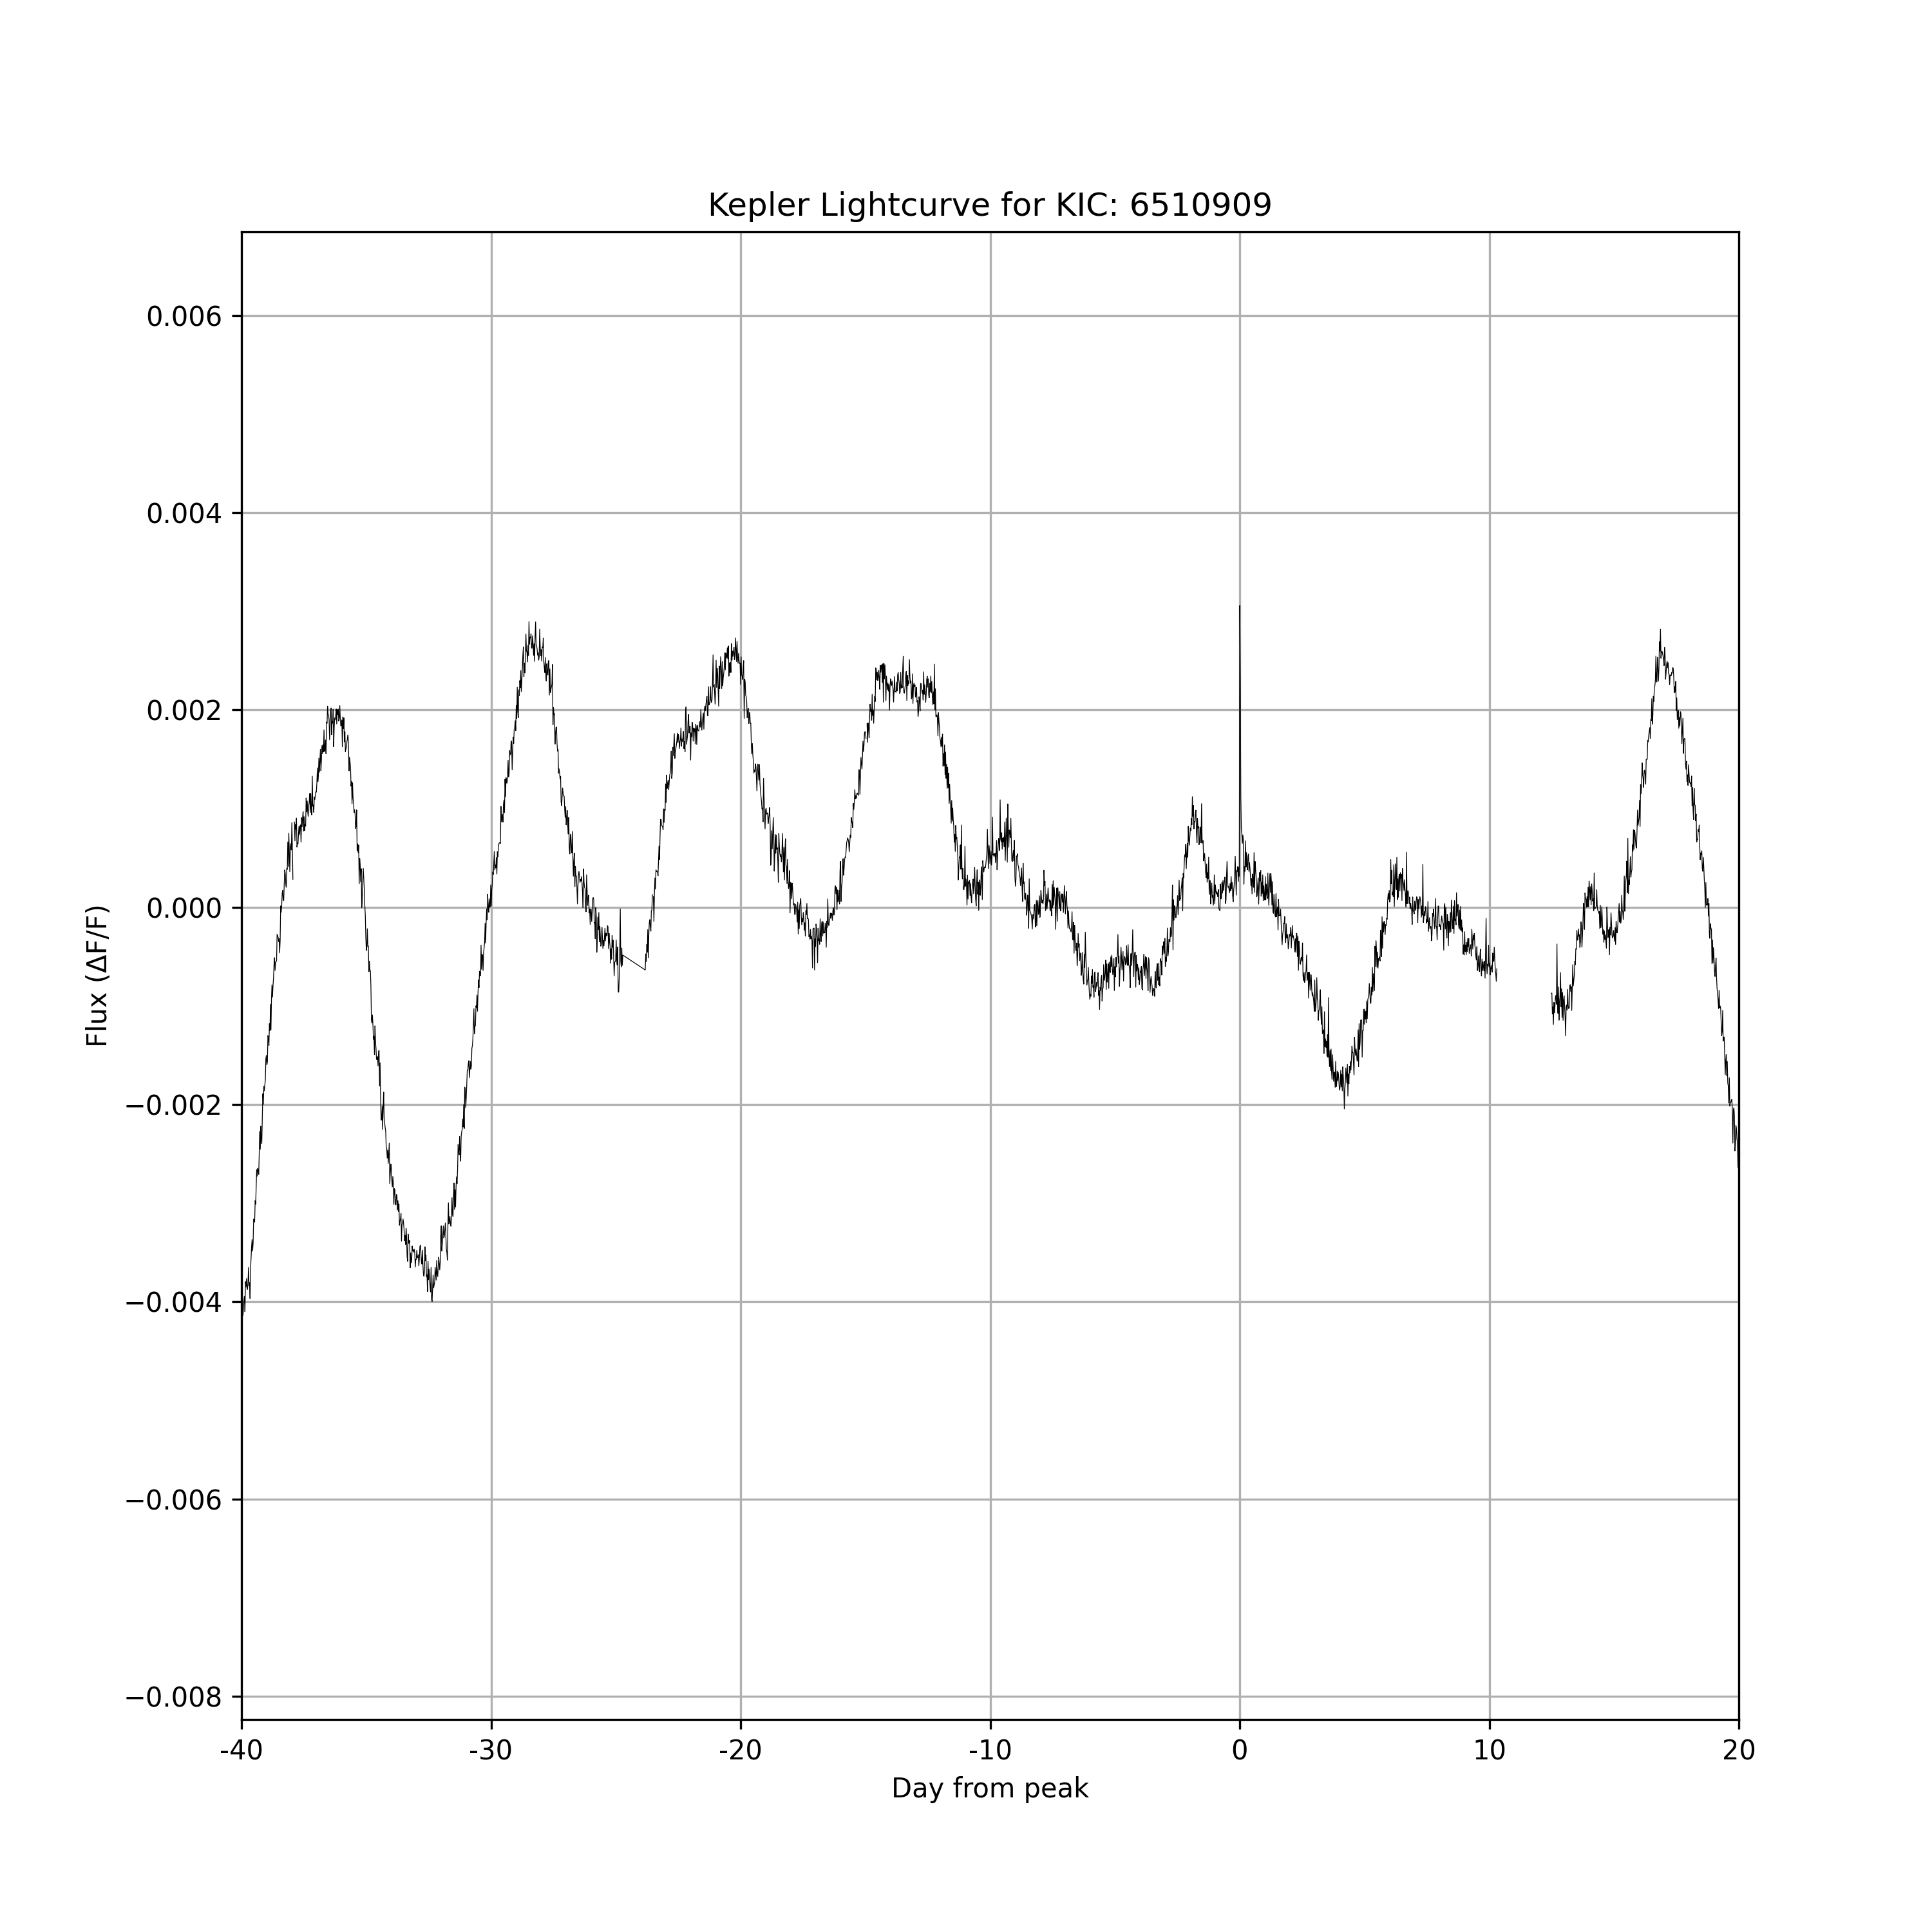 Kepler Lightcurve for KIC: 6510909
Flux (ΔF/F)
0.006
0.004
0.002
0.000
−0.002
−0.004
−0.006
−0.008
-40 -30 -20 -10 0 10 20
Day from peak